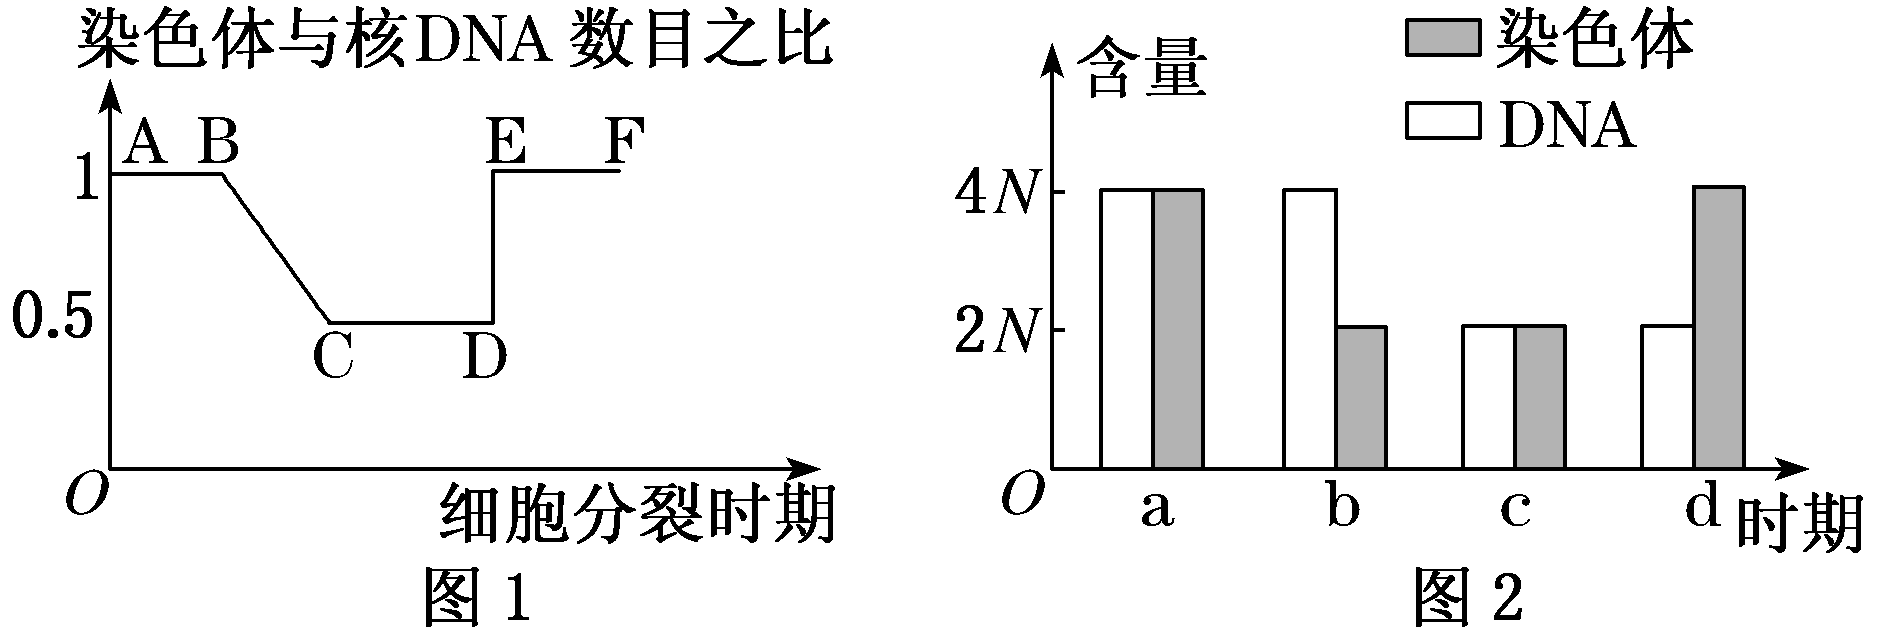 染色体与核DNA数目之比
A B E F
1
0.5
C D
O
细胞分裂时期
图1
含量
染色体
DNA
4N
2N
O a b c d 时期
图2